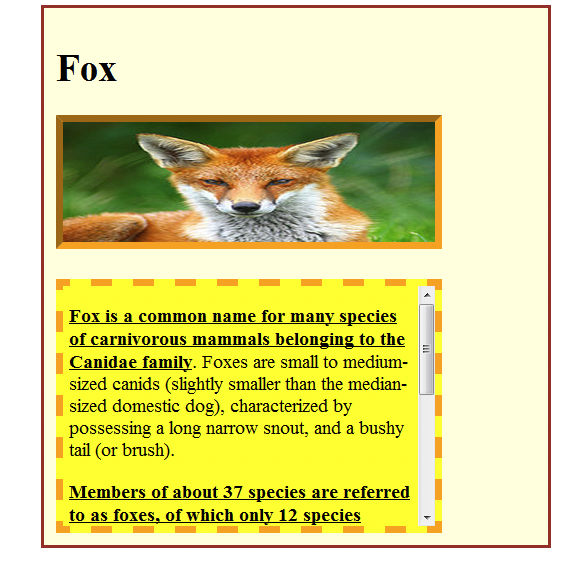 Fox
Fox is a common name for many species
of carnivorous mammals belonging to the
Canidae family. Foxes are small to medium-
sized canids (slightly smaller than the median-
sized domestic dog), characterized by
possessing a long narrow snout, and a bushy
tail (or brush).
Members of about 37 species are referred
to as foxes, of which only 12 species